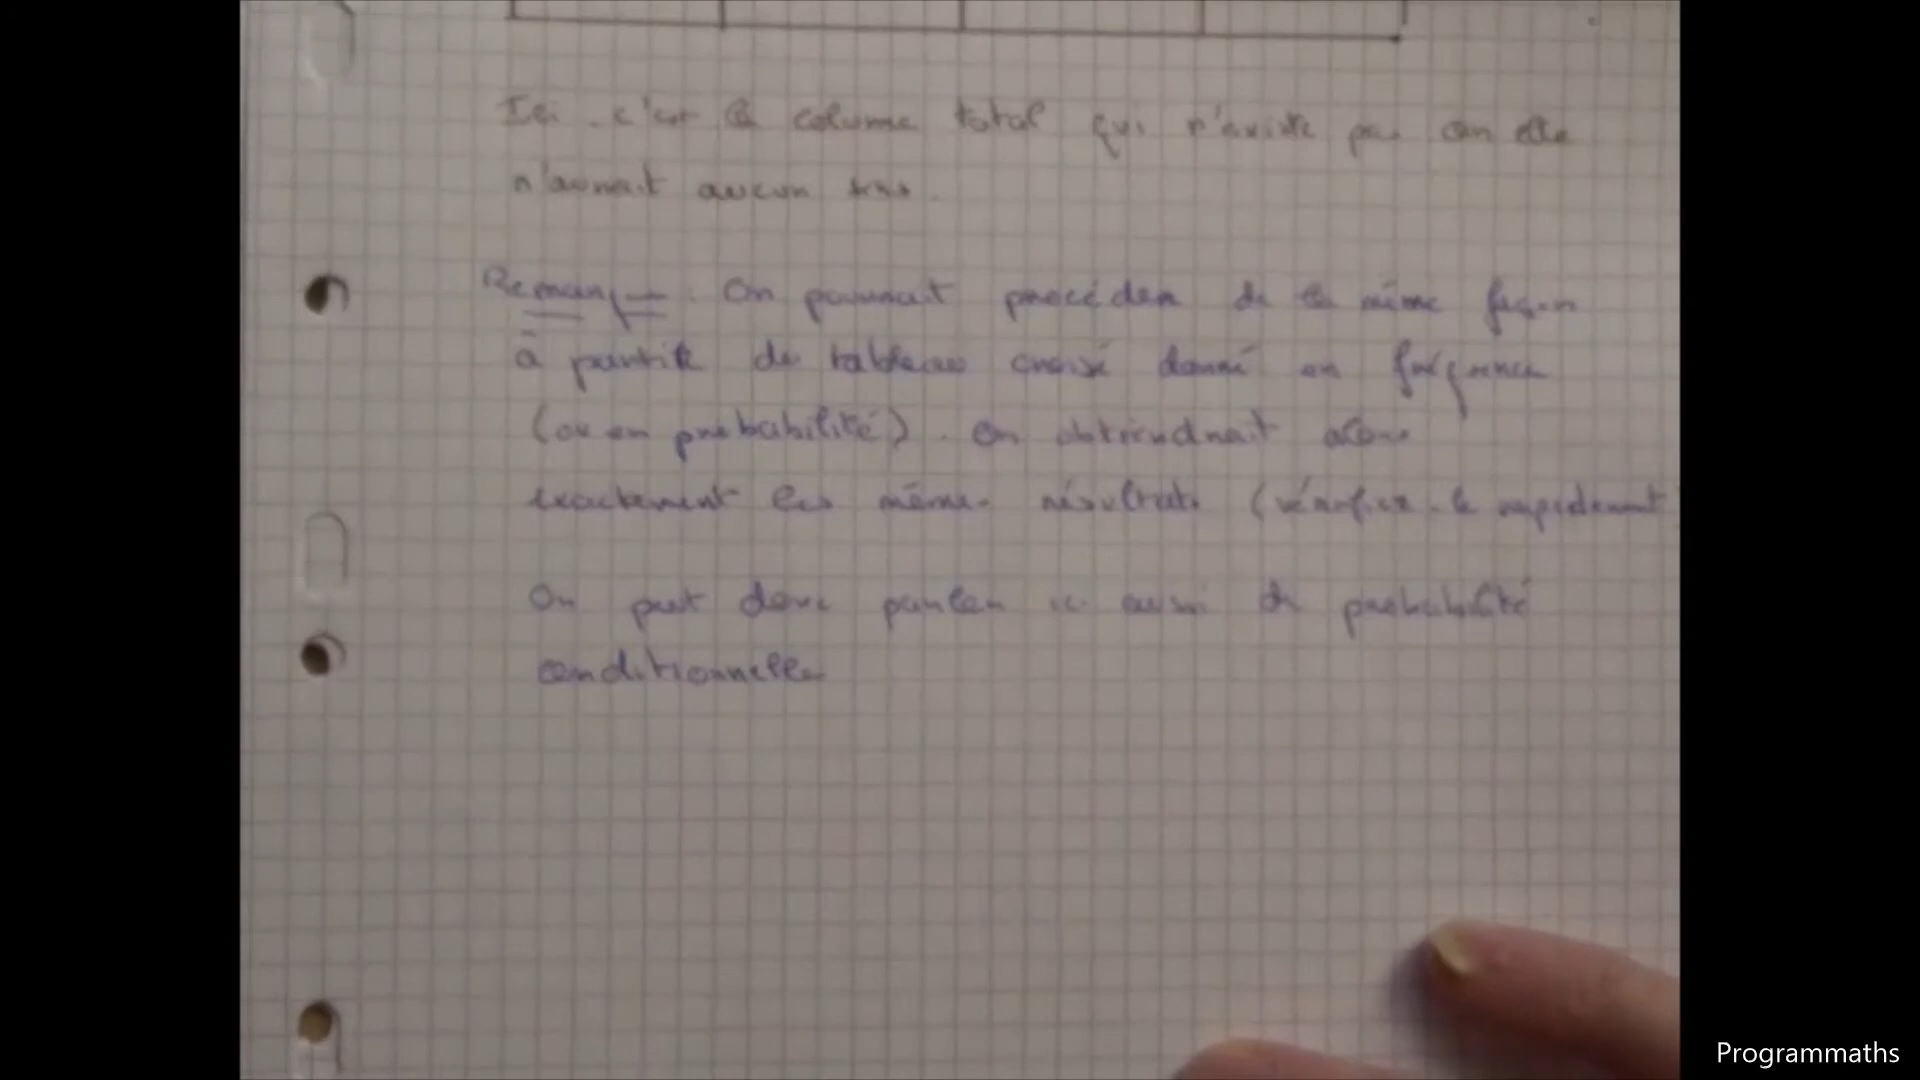 Ici c'est la colonne total qui n'existe pas car elle
n'aurait aucun sens.
Remarque : On pourrait procéder de la même façon
à partir de tableau croisé donné en fréquence
(ou en probabilité). On obtiendrait alors
exactement les mêmes résultats (vérifiez-le rapidement
On peut donc parler ici aussi de probabilité
conditionnelle
Programmaths